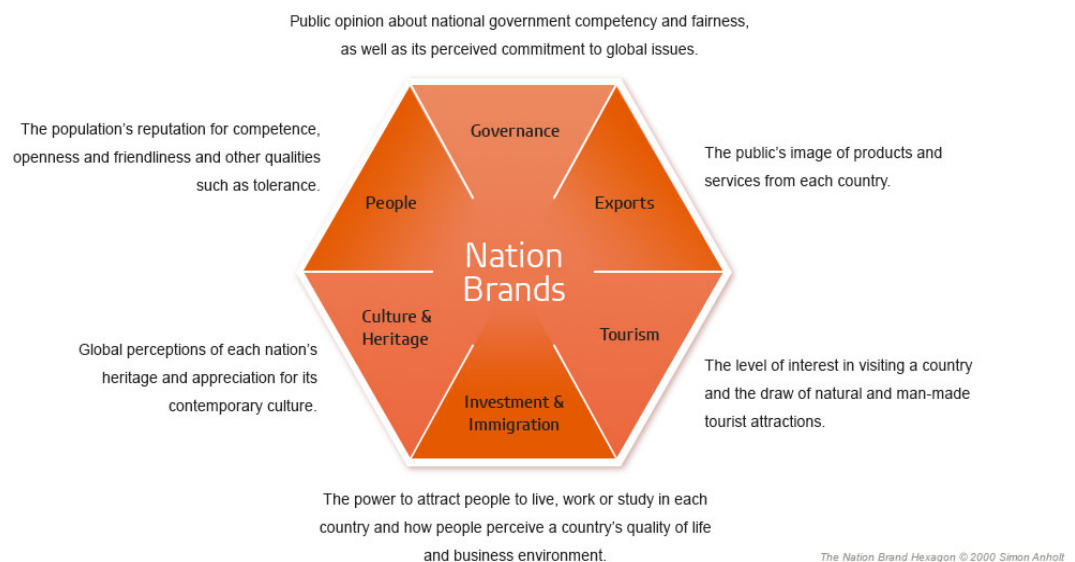 Public opinion about national government competency and fairness,
as well as its perceived commitment to global issues.
Governance
The population’s reputation for competence,
openness and friendliness and other qualities
such as tolerance.
People
Exports
The public’s image of products and
services from each country.
Nation
Brands
Culture &
Heritage
Tourism
Global perceptions of each nation’s
heritage and appreciation for its
contemporary culture.
The level of interest in visiting a country
and the draw of natural and man-made
tourist attractions.
Investment &
Immigration
The power to attract people to live, work or study in each
country and how people perceive a country’s quality of life
and business environment.
The Nation Brand Hexagon © 2000 Simon Anholt